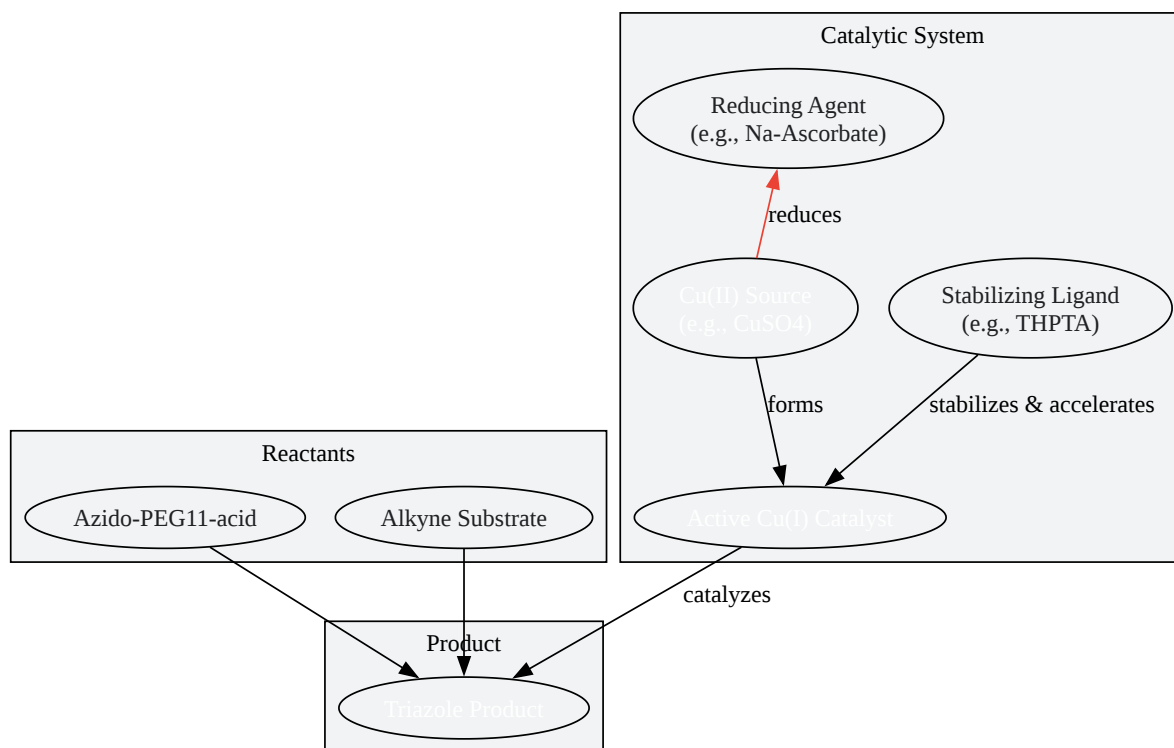 Catalytic System
Reducing Agent
(e.g., Na-Ascorbate)
reduces
Cu(II) Source
(e.g., CuSO4)
Stabilizing Ligand
(e.g., THPTA)
forms
stabilizes & accelerates
Reactants
Azido-PEG11-acid
Alkyne Substrate
Active Cu(I) Catalyst
catalyzes
Product
Triazole Product